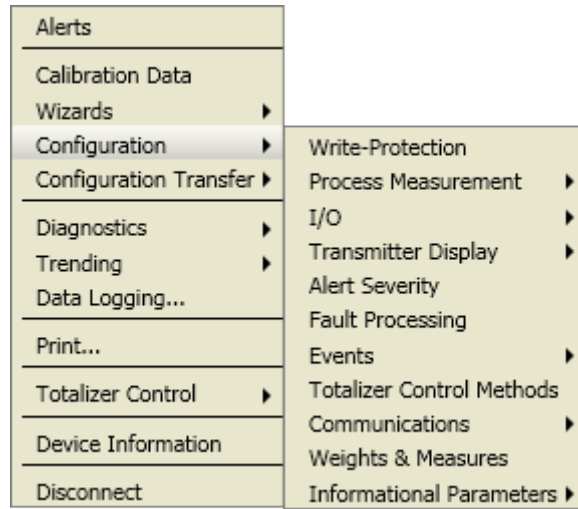 Alerts
Calibration Data
Wizards
Configuration
Configuration Transfer
Diagnostics
Trending
Data Logging...
Print...
Totalizer Control
Device Information
Disconnect
Write-Protection
Process Measurement
I/O
Transmitter Display
Alert Severity
Fault Processing
Events
Totalizer Control Methods
Communications
Weights & Measures
Informational Parameters